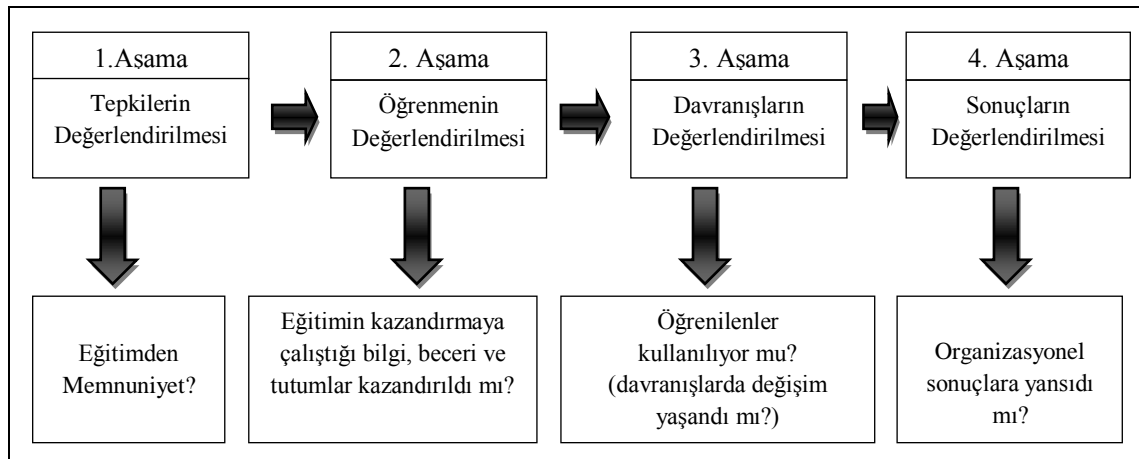 1.Aşama
Tepkilerin
Değerlendirilmesi
2. Aşama
Öğrenmenin
Değerlendirilmesi
3. Aşama
Davranışların
Değerlendirilmesi
4. Aşama
Sonuçların
Değerlendirilmesi
Eğitimden
Memnuniyet?
Eğitimin kazandırmaya
çalıştığı bilgi, beceri ve
tutumlar kazandırıldı mı?
Öğrenilenler
kullanılıyor mu?
(davranışlarda değişim
yaşandı mı?)
Organizasyonel
sonuçlara yansıdı
mı?